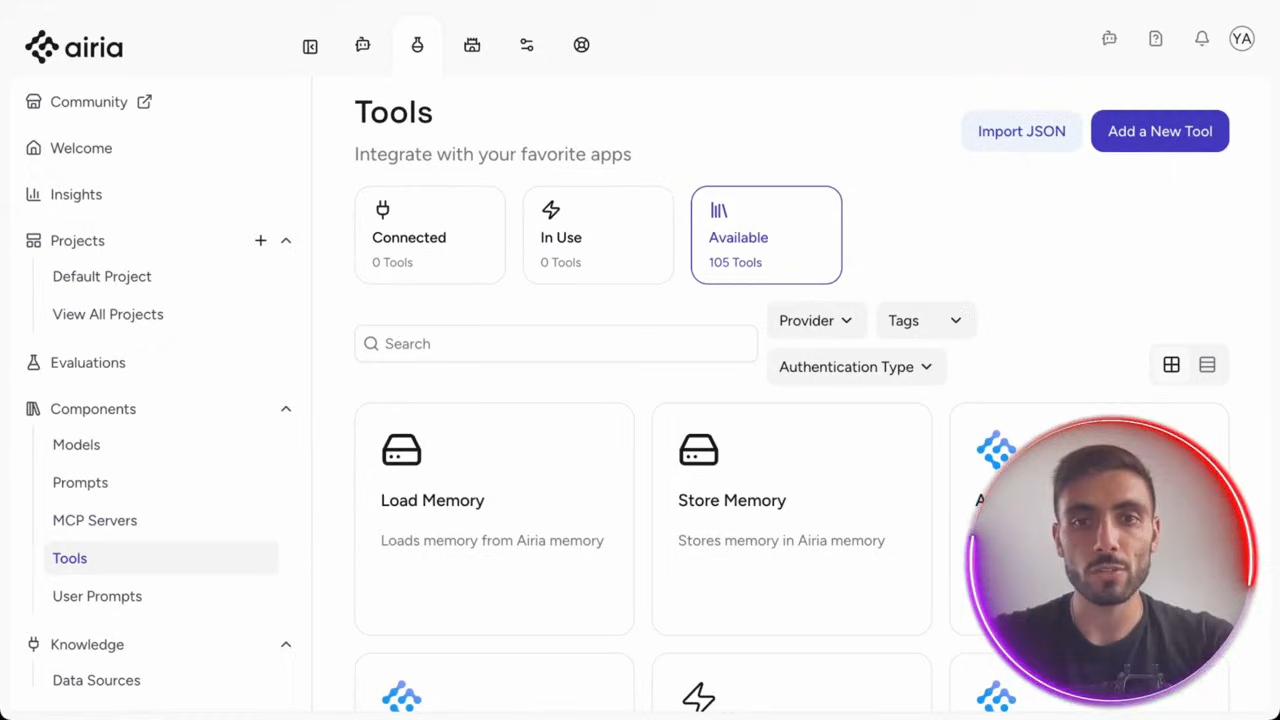 airia
YA
Community
Welcome
Insights
Projects
Default Project
View All Projects
Evaluations
Components
Models
Prompts
MCP Servers
Tools
User Prompts
Knowledge
Data Sources
Tools
Integrate with your favorite apps
Import JSON
Add a New Tool
Connected
0 Tools
In Use
0 Tools
Available
105 Tools
Search
Provider
Tags
Authentication Type
Load Memory
Loads memory from Airia memory
Store Memory
Stores memory in Airia memory